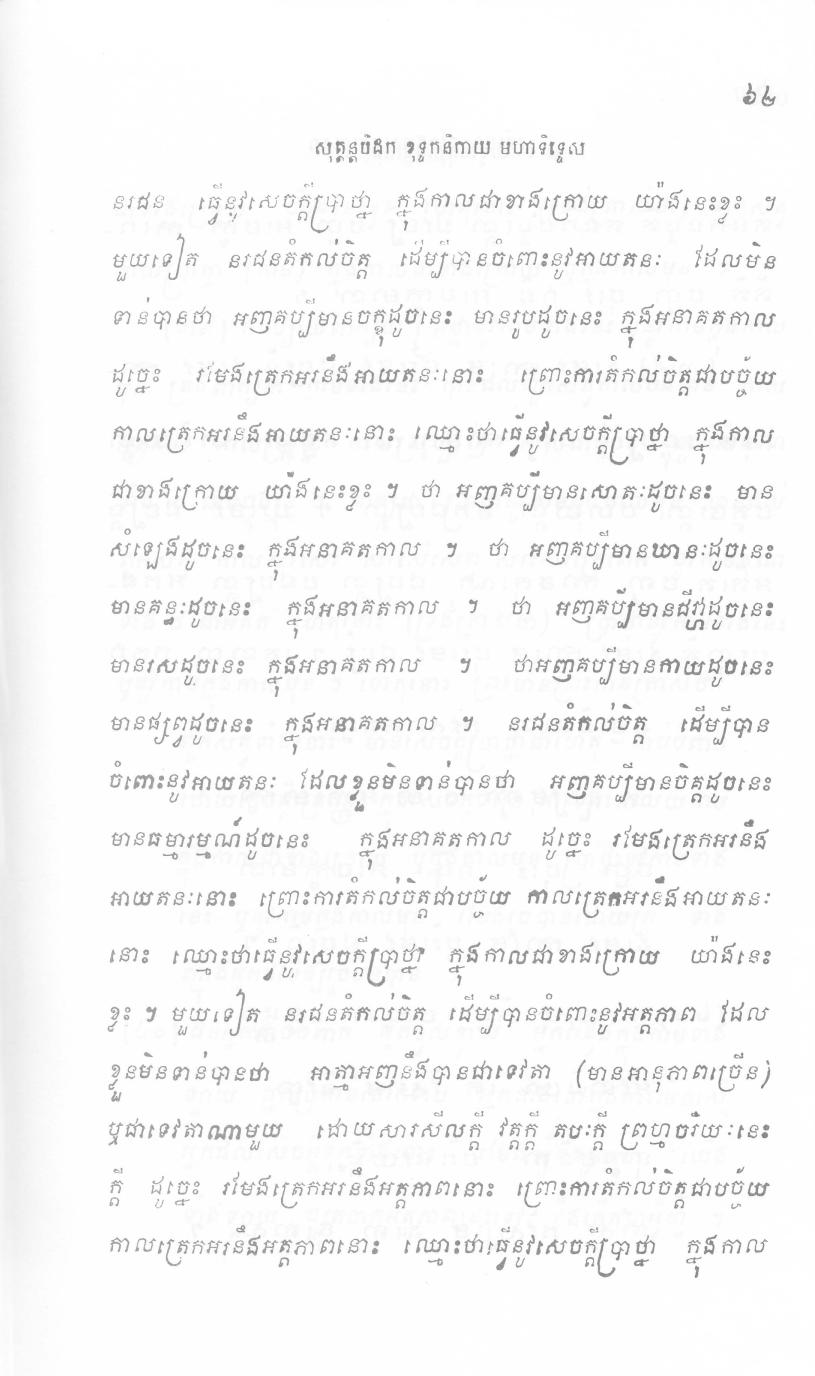 ៦២
សុត្តន្តបិដក ខុទ្ទកនិកាយ មហានិទ្ទេស
នរជន ធ្វើនូវសេចក្តីប្រាថ្នា ក្នុងកាលជាខាងក្រោយ យ៉ាងនេះខ្លះ ។
មួយទៀត នរជនតំកល់ចិត្ត ដើម្បីបានចំពោះនូវអាយតនៈ ដែលមិន
ទាន់បានថា អញគប្បីមានចក្ខុដូចនេះ មានរូបដូចនេះ ក្នុងអនាគតកាល
ដូច្នេះ រមែងត្រេកអរនឹងអាយតនៈនោះ ព្រោះការតំកល់ចិត្តជាបច្ច័យ
កាលត្រេកអរនឹងអាយតនៈនោះ ឈ្មោះថាធ្វើនូវសេចក្តីប្រាថ្នា ក្នុងកាល
ជាខាងក្រោយ យ៉ាងនេះខ្លះ ។ ថា អញគប្បីមានសោតៈដូចនេះ មាន
សំឡេងដូចនេះ ក្នុងអនាគតកាល ។ ថា អញគប្បីមានឃានៈដូចនេះ
មានគន្ធៈដូចនេះ ក្នុងអនាគតកាល ។ ថា អញគប្បីមានជីវ្ហាដូចនេះ
មានរសដូចនេះ ក្នុងអនាគតកាល ។ ថាអញគប្បីមានកាយដូចនេះ
មានផ្សព្វដូចនេះ ក្នុងអនាគតកាល ។ នរជនតំកល់ចិត្ត ដើម្បីបាន
ចំពោះនូវអាយតនៈ ដែលខ្លួនមិនទាន់បានថា អញគប្បីមានចិត្តដូចនេះ
មានធម្មារម្មណ៍ដូចនេះ ក្នុងអនាគតកាល ដូច្នេះ រមែងត្រេកអរនឹង
អាយតនៈនោះ ព្រោះការតំកល់ចិត្តជាបច្ច័យ កាលត្រេកអរនឹងអាយតនៈ
នោះ ឈ្មោះថាធ្វើនូវសេចក្តីប្រាថ្នា ក្នុងកាលជាខាងក្រោយ យ៉ាងនេះ
ខ្លះ ។ មួយទៀត នរជនតំកល់ចិត្ត ដើម្បីបានចំពោះនូវអត្តភាព ដែល
ខ្លួនមិនទាន់បានថា អាត្មាអញនឹងបានជាទេវតា (មានអានុភាពច្រើន)
ឬជាទេវតាណាមួយ ដោយសារសីលក្តី វត្តក្តី តបៈក្តី ព្រហ្មចរិយៈនេះ
ក្តី ដូច្នេះ រមែងត្រេកអរនឹងអត្តភាពនោះ ព្រោះការតំកល់ចិត្តជាបច្ច័យ
កាលត្រេកអរនឹងអត្តភាពនោះ ឈ្មោះថាធ្វើនូវសេចក្តីប្រាថ្នា ក្នុងកាល